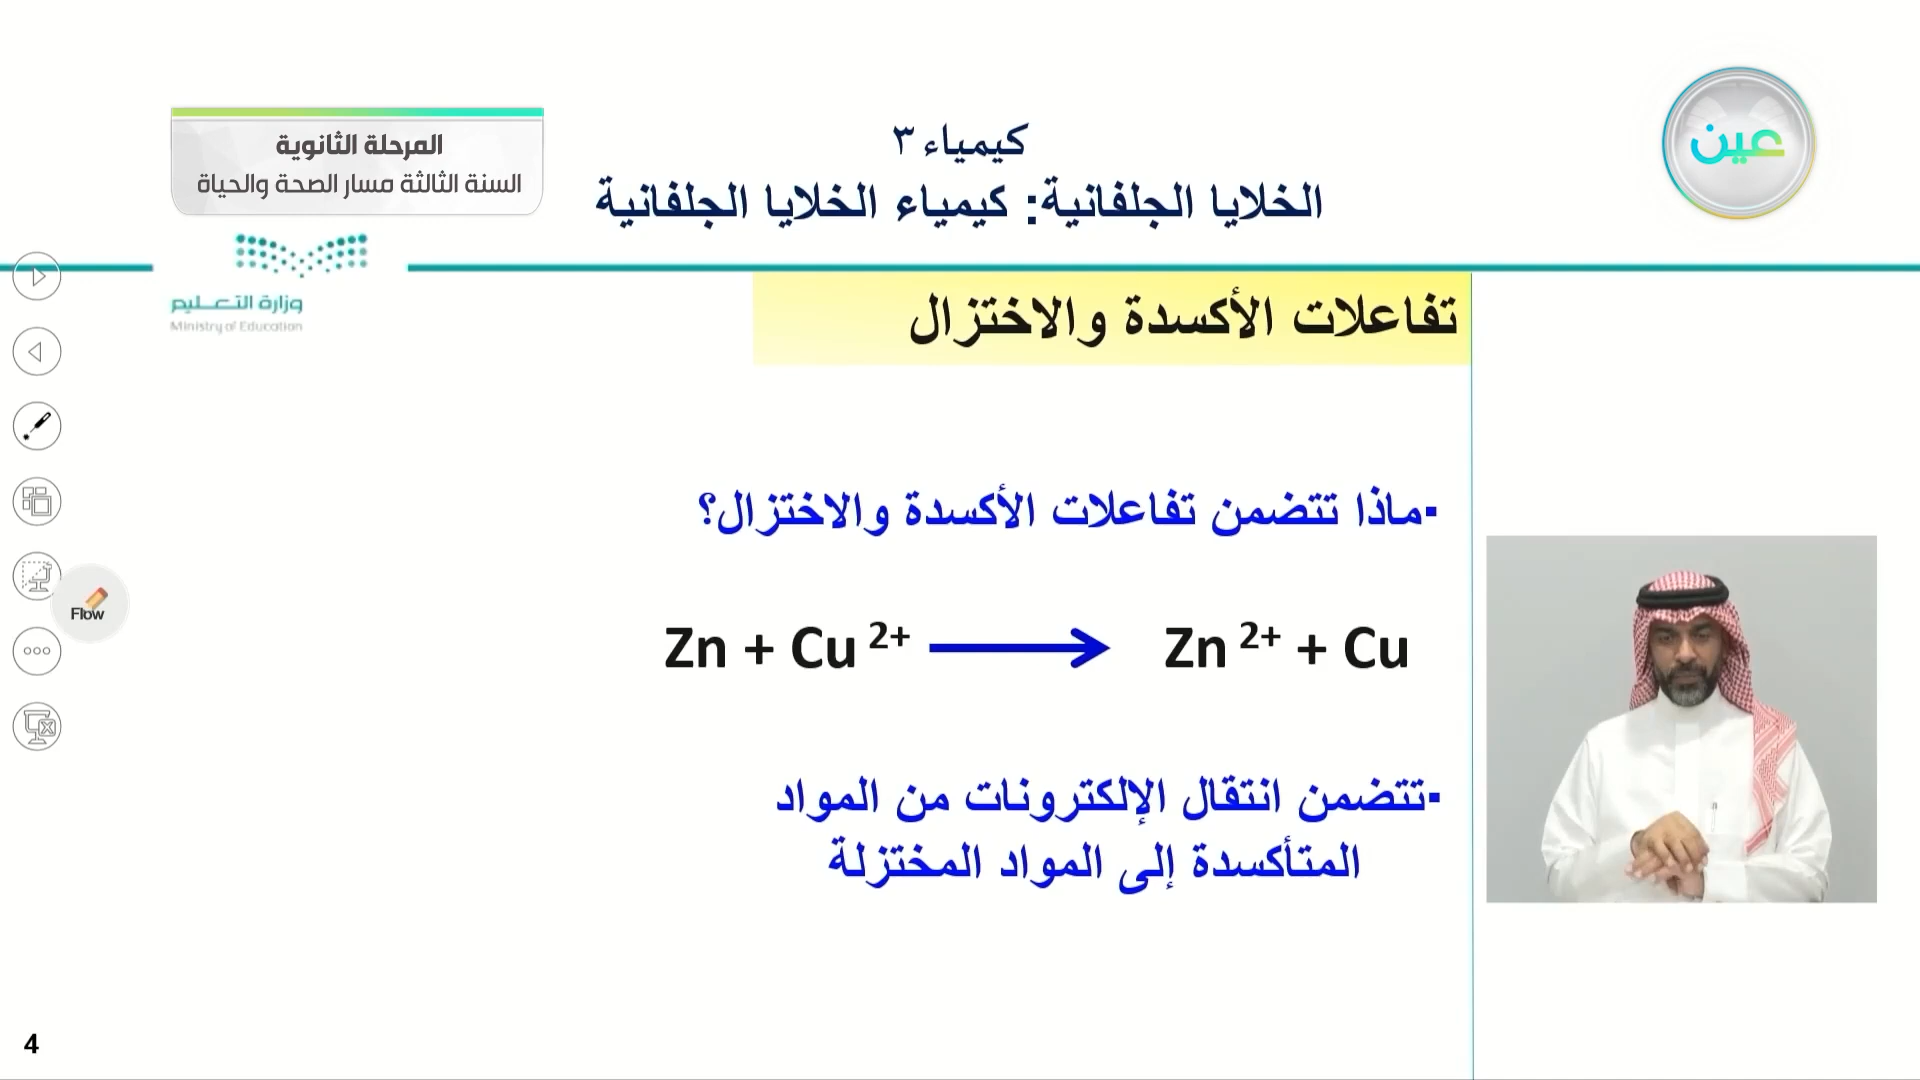 كيمياء ٣
الخلايا الجلفانية: كيمياء الخلايا الجلفانية
المرحلة الثانوية
السنة الثالثة مسار الصحة والحياة
عين
وزارة التعليم
Ministry of Education
تفاعلات الأكسدة والاختزال
▪ماذا تتضمن تفاعلات الأكسدة والاختزال؟
Zn + Cu 2+ ⟶ Zn 2+ + Cu
▪تتضمن انتقال الإلكترونات من المواد
المتأكسدة إلى المواد المختزلة
Flow
4